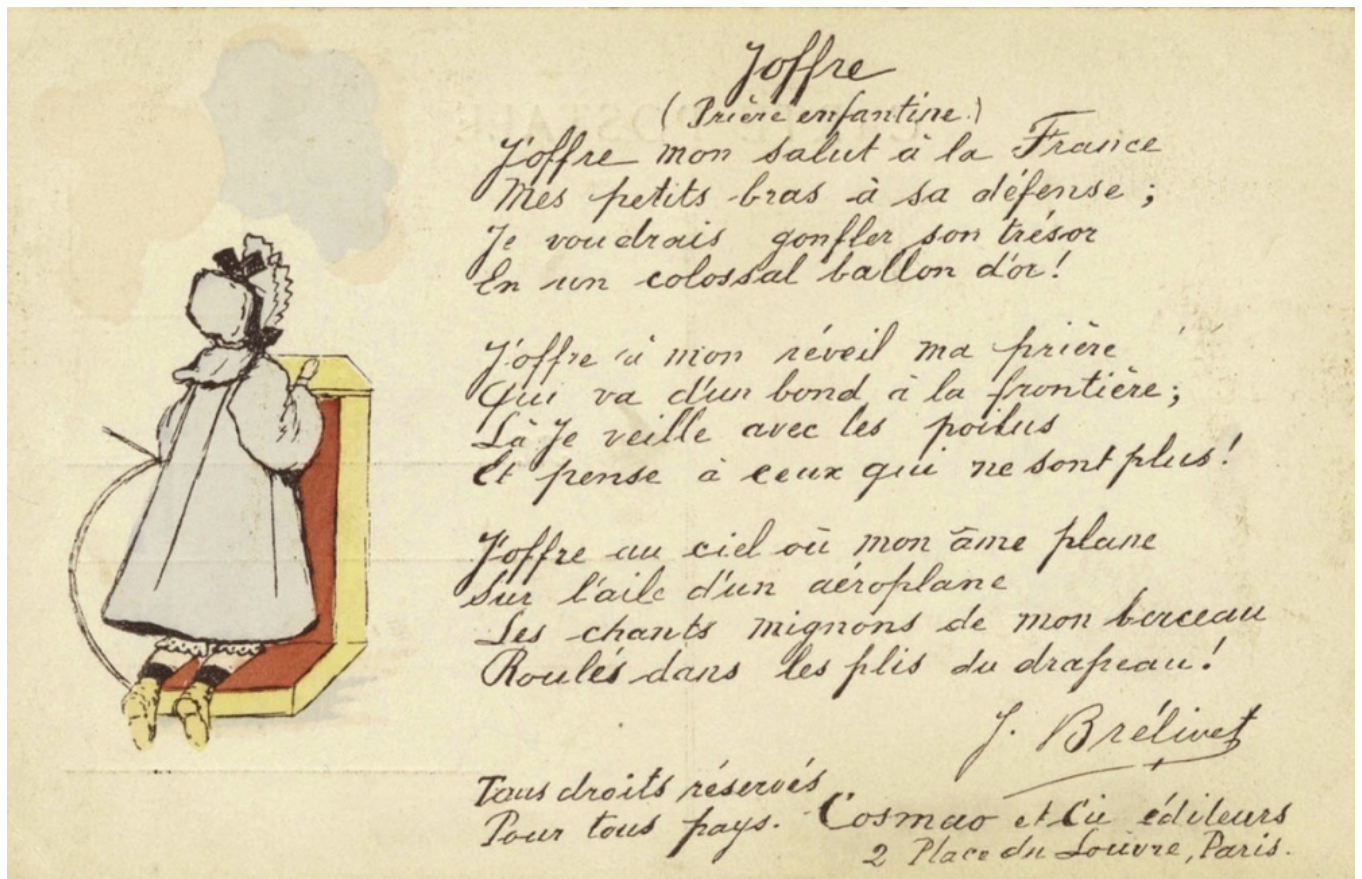 Joffre
(Prière enfantine.)
J'offre mon salut à la France
Mes petits bras à sa défense ;
Je voudrais gonfler son trésor
En un colossal ballon d'or !
J'offre à mon réveil ma prière
Qui va d'un bond à la frontière ;
Là je veille avec les poilus
Et pense à ceux qui ne sont plus !
J'offre au ciel où mon âme plane
Sur l'aile d'un aéroplane
Les chants mignons de mon berceau
Roulés dans les plis du drapeau !
J. Brélivet
Tous droits réservés
Pour tous pays. Cosmao et Cie éditeurs
2 Place du Louvre, Paris.